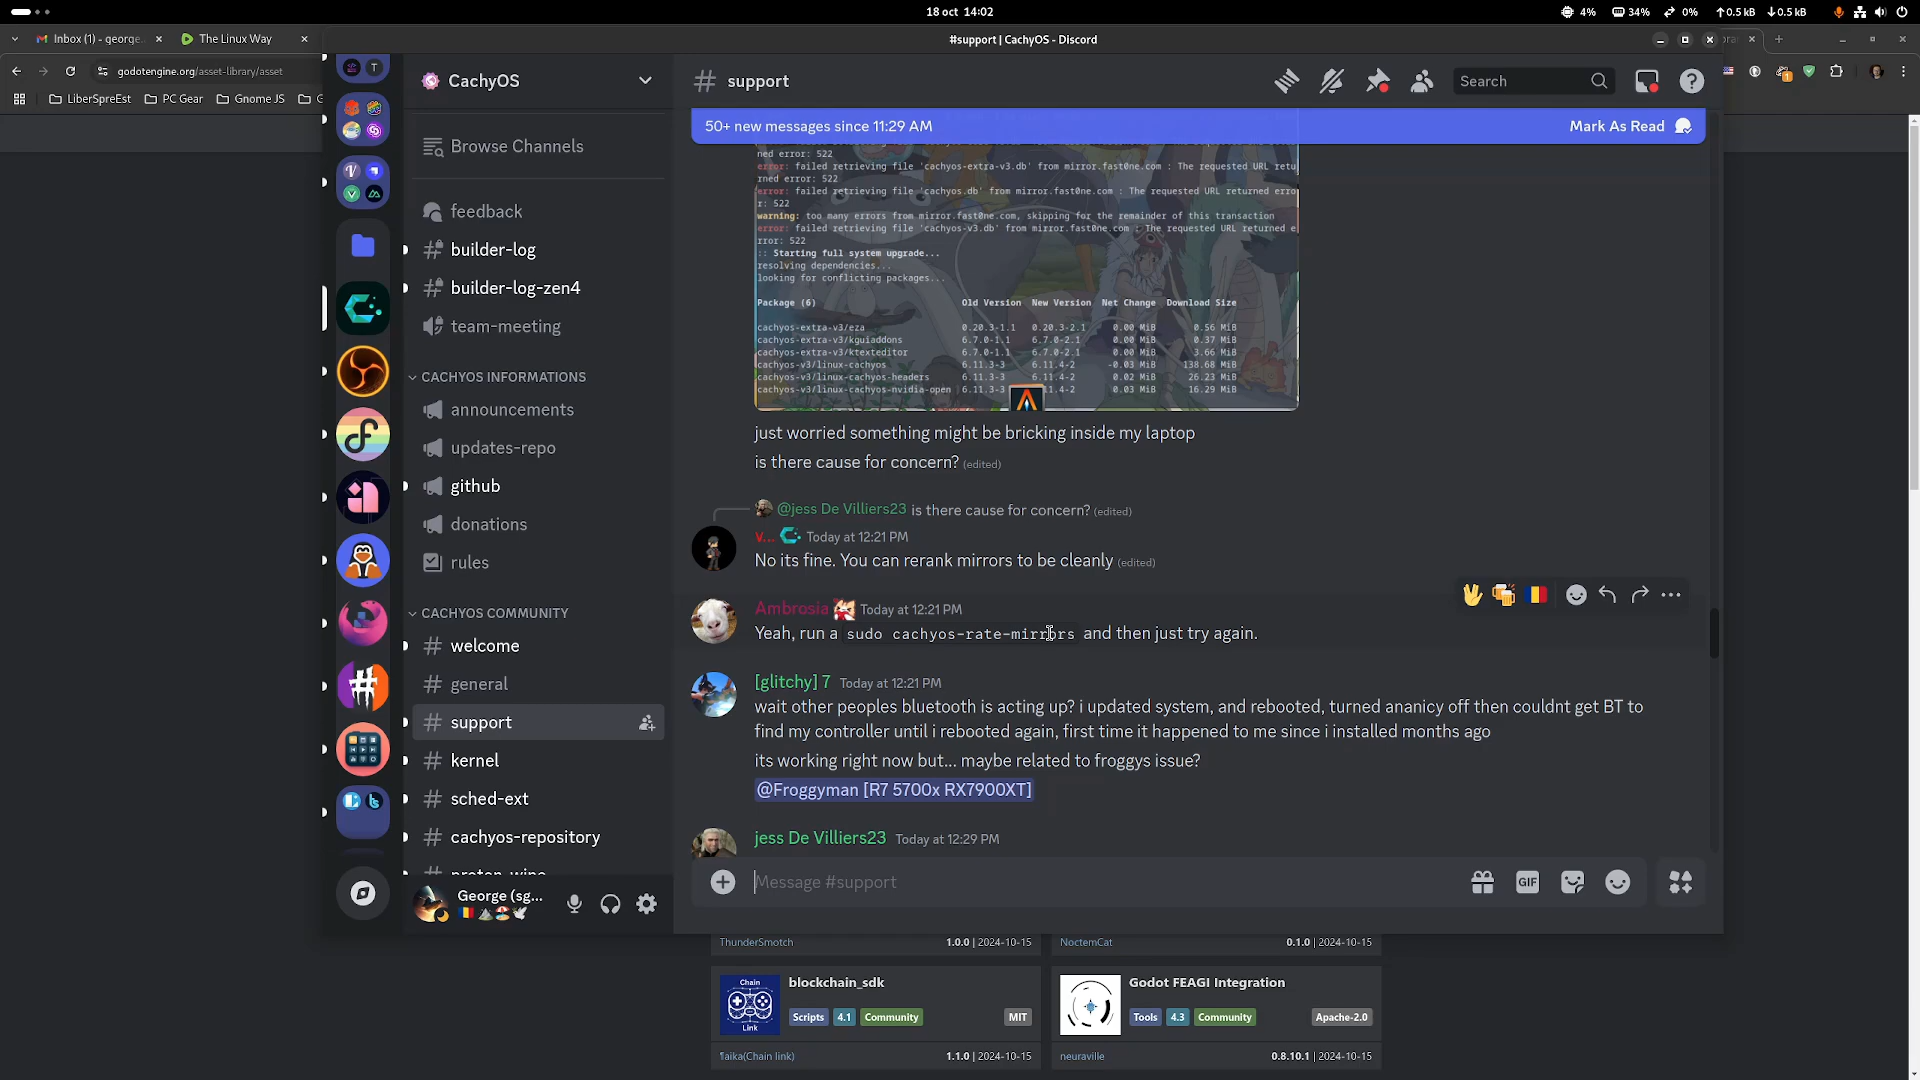 18 oct 14:02
4%
34%
0%
0.5 kB
0.5 kB
Inbox (1) - george.
The Linux Way
#support | CachyOS - Discord
godotengine.org/asset-library/asset
LiberSpreEst
PC Gear
Gnome JS
CachyOS
Browse Channels
feedback
builder-log
builder-log-zen4
team-meeting
CACHYOS INFORMATIONS
announcements
updates-repo
github
donations
rules
CACHYOS COMMUNITY
welcome
general
support
kernel
sched-ext
cachyos-repository
proton-wine
George (sg...
support
Search
50+ new messages since 11:29 AM
Mark As Read
ned error: 522
error: failed retrieving file 'cachyos-extra-v3.db' from mirror.fast0ne.com : The requested URL retu
rned error: 522
error: failed retrieving file 'cachyos.db' from mirror.fast0ne.com : The requested URL returned erro
r: 522
warning: too many errors from mirror.fast0ne.com, skipping for the remainder of this transaction
error: failed retrieving file 'cachyos-v3.db' from mirror.fast0ne.com : The requested URL returned e
rror: 522
:: Starting full system upgrade...
resolving dependencies...
looking for conflicting packages...
Package (6) Old Version New Version Net Change Download Size
cachyos-extra-v3/eza 0.20.3-1.1 0.20.3-2.1 0.00 MiB 0.56 MiB
cachyos-extra-v3/kguiaddons 6.7.0-1.1 6.7.0-2.1 0.00 MiB 0.37 MiB
cachyos-extra-v3/ktexteditor 6.7.0-1.1 6.7.0-2.1 0.00 MiB 3.66 MiB
cachyos-v3/linux-cachyos 6.11.3-3 6.11.4-2 -0.03 MiB 138.68 MiB
cachyos-v3/linux-cachyos-headers 6.11.3-3 6.11.4-2 0.02 MiB 26.23 MiB
cachyos-v3/linux-cachyos-nvidia-open 6.11.3-3 11.4-2 0.03 MiB 16.29 MiB
just worried something might be bricking inside my laptop
is there cause for concern? (edited)
@jess De Villiers23 is there cause for concern? (edited)
v... Today at 12:21 PM
No its fine. You can rerank mirrors to be cleanly (edited)
Ambrosia Today at 12:21 PM
Yeah, run a sudo cachyos-rate-mirrors and then just try again.
[glitchy] 7 Today at 12:21 PM
wait other peoples bluetooth is acting up? i updated system, and rebooted, turned ananicy off then couldnt get BT to
find my controller until i rebooted again, first time it happened to me since i installed months ago
its working right now but... maybe related to froggys issue?
@Froggyman [R7 5700x RX7900XT]
jess De Villiers23 Today at 12:29 PM
Message #support
GIF
ThunderSmotch 1.0.0 | 2024-10-15
NoctemCat 0.1.0 | 2024-10-15
Chain
Link
blockchain_sdk
Scripts 4.1 Community MIT
Taika(Chain link) 1.1.0 | 2024-10-15
Godot FEAGI Integration
Tools 4.3 Community Apache-2.0
neuraville 0.8.10.1 | 2024-10-15